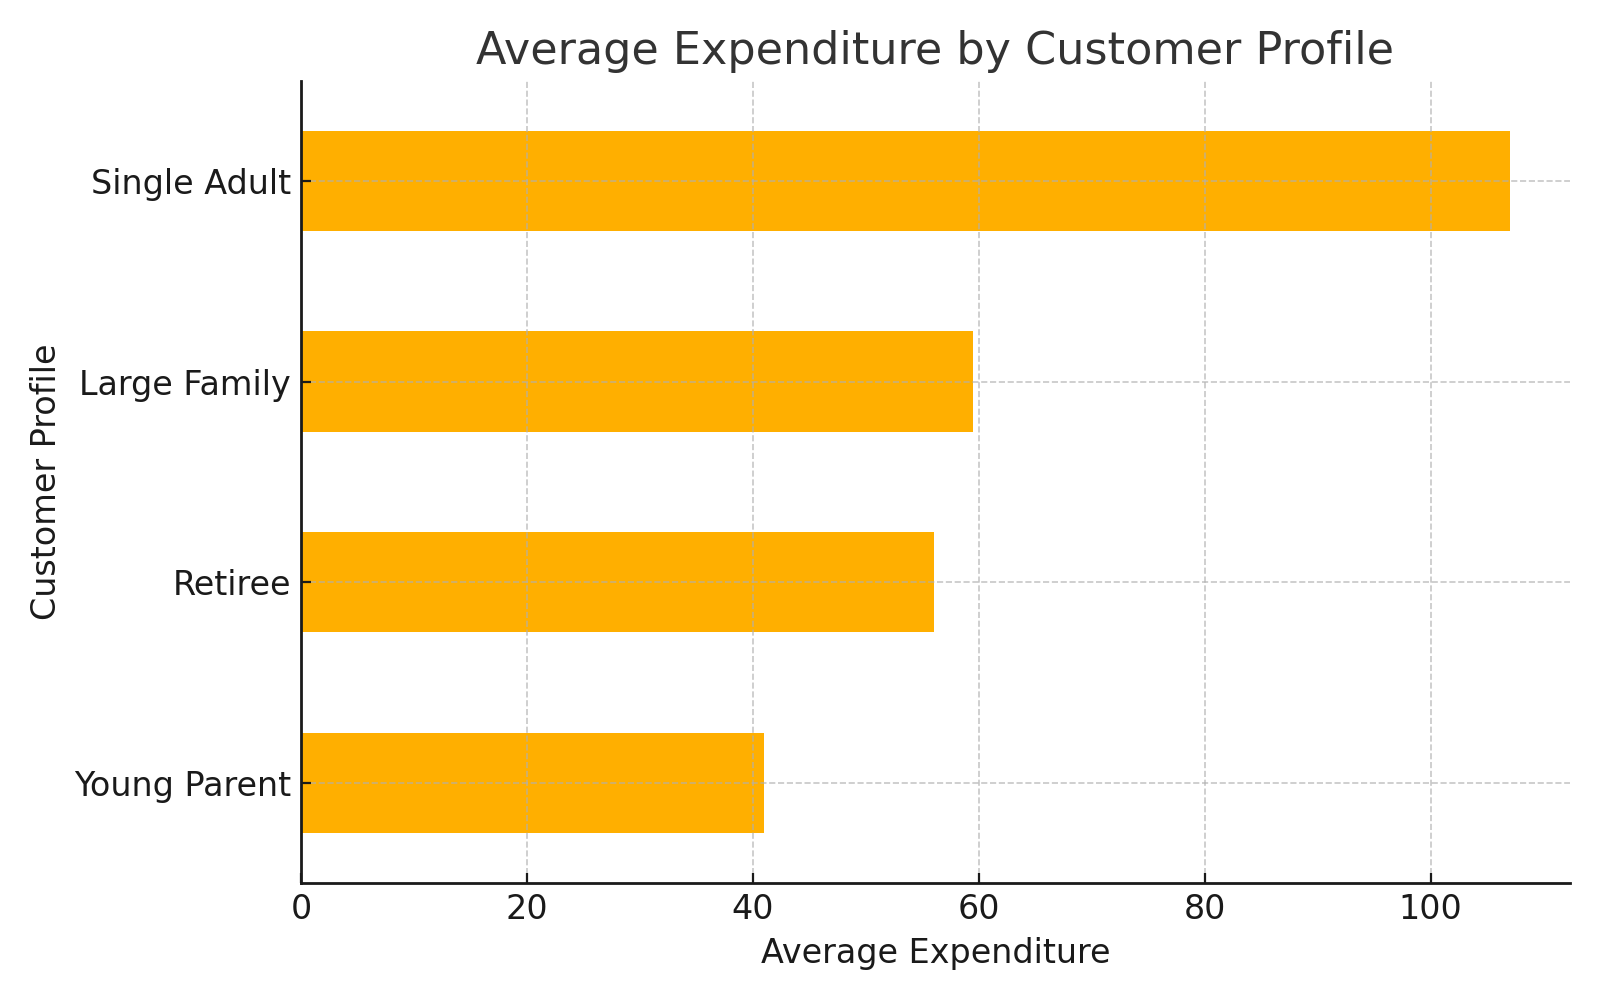 Average Expenditure by Customer Profile
Single Adult
Large Family
Retiree
Young Parent
Customer Profile
0 20 40 60 80 100
Average Expenditure